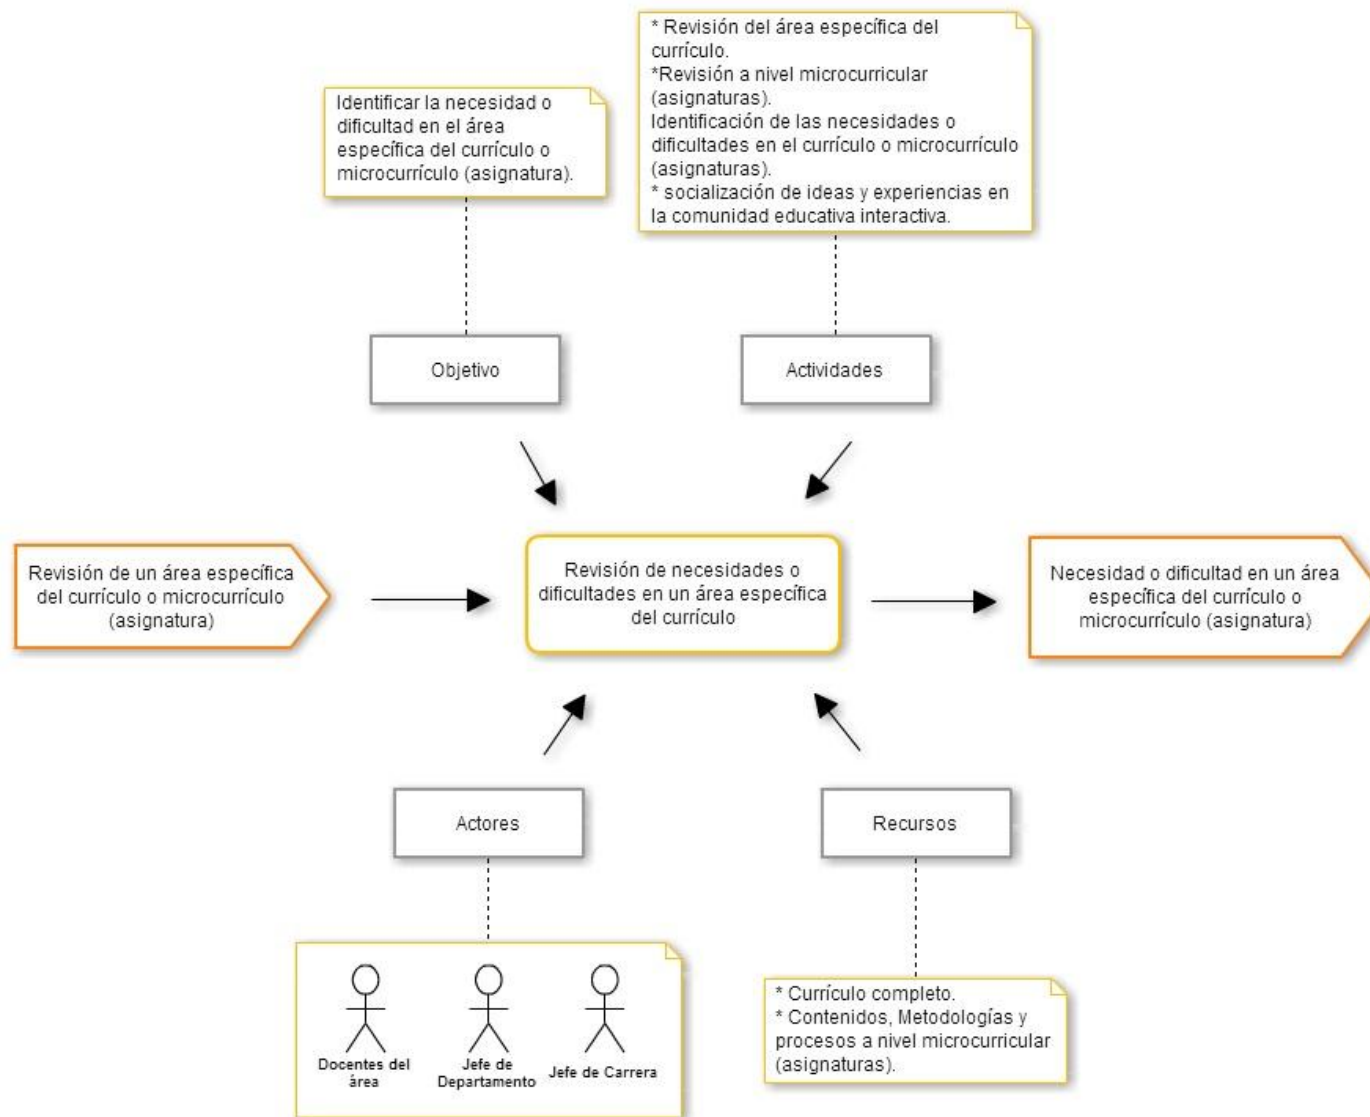 * Revisión del área específica del
currículo.
*Revisión a nivel microcurricular
(asignaturas).
Identificación de las necesidades o
dificultades en el currículo o microcurrículo
(asignaturas).
* socialización de ideas y experiencias en
la comunidad educativa interactiva.
Identificar la necesidad o
dificultad en el área
específica del currículo o
microcurrículo (asignatura).
Objetivo
Actividades
Revisión de un área específica
del currículo o microcurrículo
(asignatura)
Revisión de necesidades o
dificultades en un área específica
del currículo
Necesidad o dificultad en un área
específica del currículo o
microcurrículo (asignatura)
Actores
Recursos
Docentes del
área
Jefe de
Departamento
Jefe de Carrera
* Currículo completo.
* Contenidos, Metodologías y
procesos a nivel microcurricular
(asignaturas).